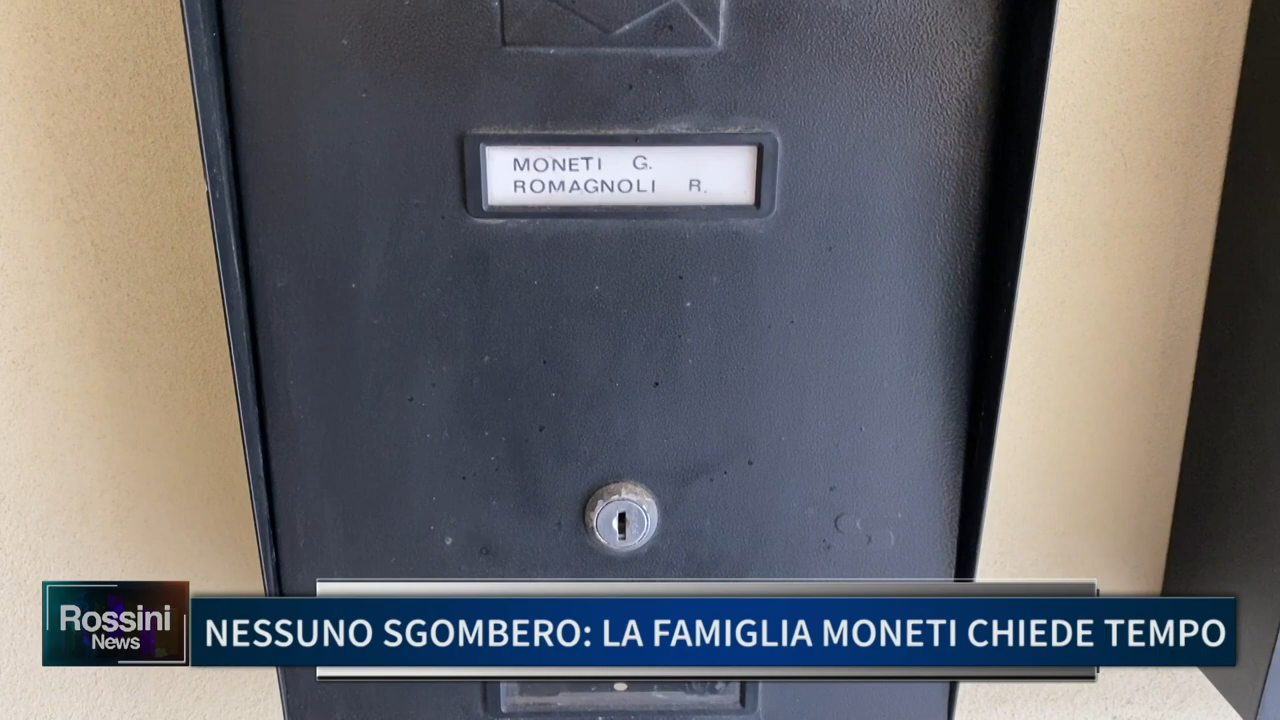 MONETI G.
ROMAGNOLI R.
Rossini
News
NESSUNO SGOMBERO: LA FAMIGLIA MONETI CHIEDE TEMPO